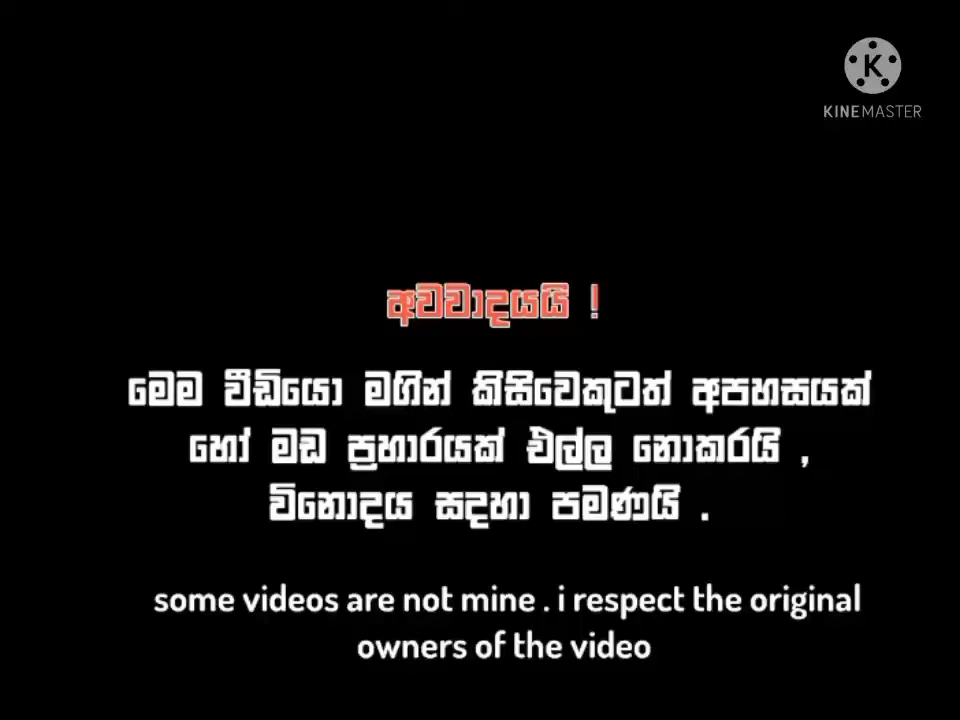 KINEMASTER
අවවාදයයි !
මෙම වීඩියෝ මගින් කිසිවෙකුටත් අපහසයක්
හෝ මඩ ප්‍රහාරයක් එල්ල නොකරයි ,
විනොදය සදහා පමණයි .
some videos are not mine . i respect the original
owners of the video